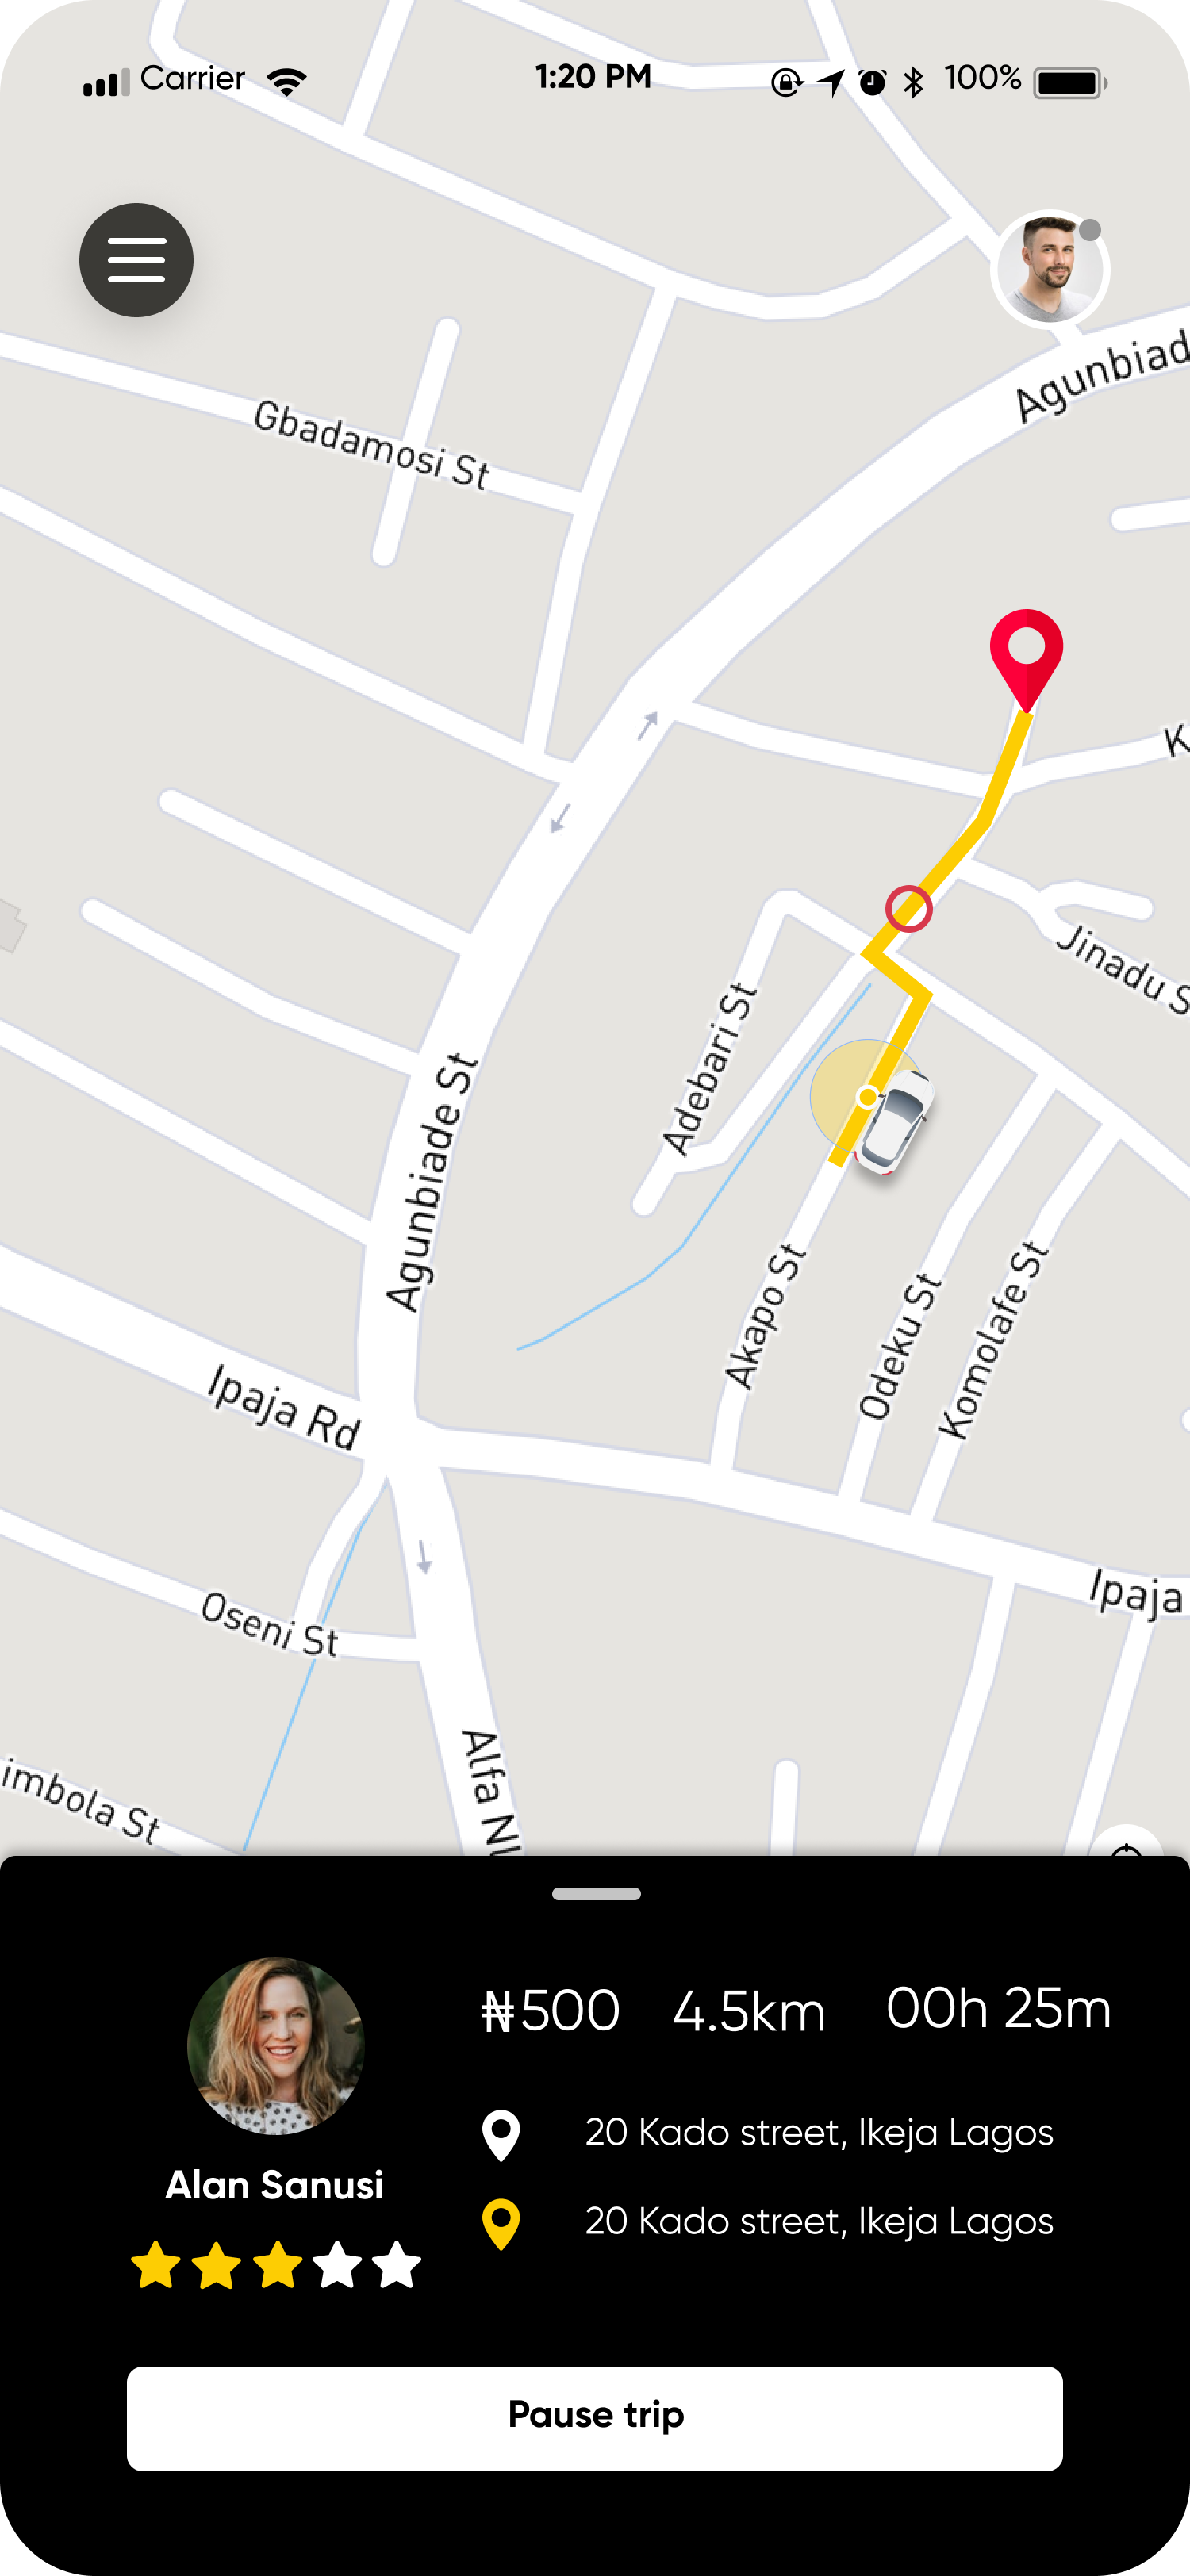 Carrier 1:20 PM 100%
Agunbiad
Gbadamosi St
K
Jinadu S
Adebari St
Agunbiade St
Akapo St
Odeku St
Komolafe St
Ipaja Rd
Ipaja
Oseni St
Alfa Ni
imbola St
₦500 4.5km 00h 25m
20 Kado street, Ikeja Lagos
Alan Sanusi
20 Kado street, Ikeja Lagos
Pause trip